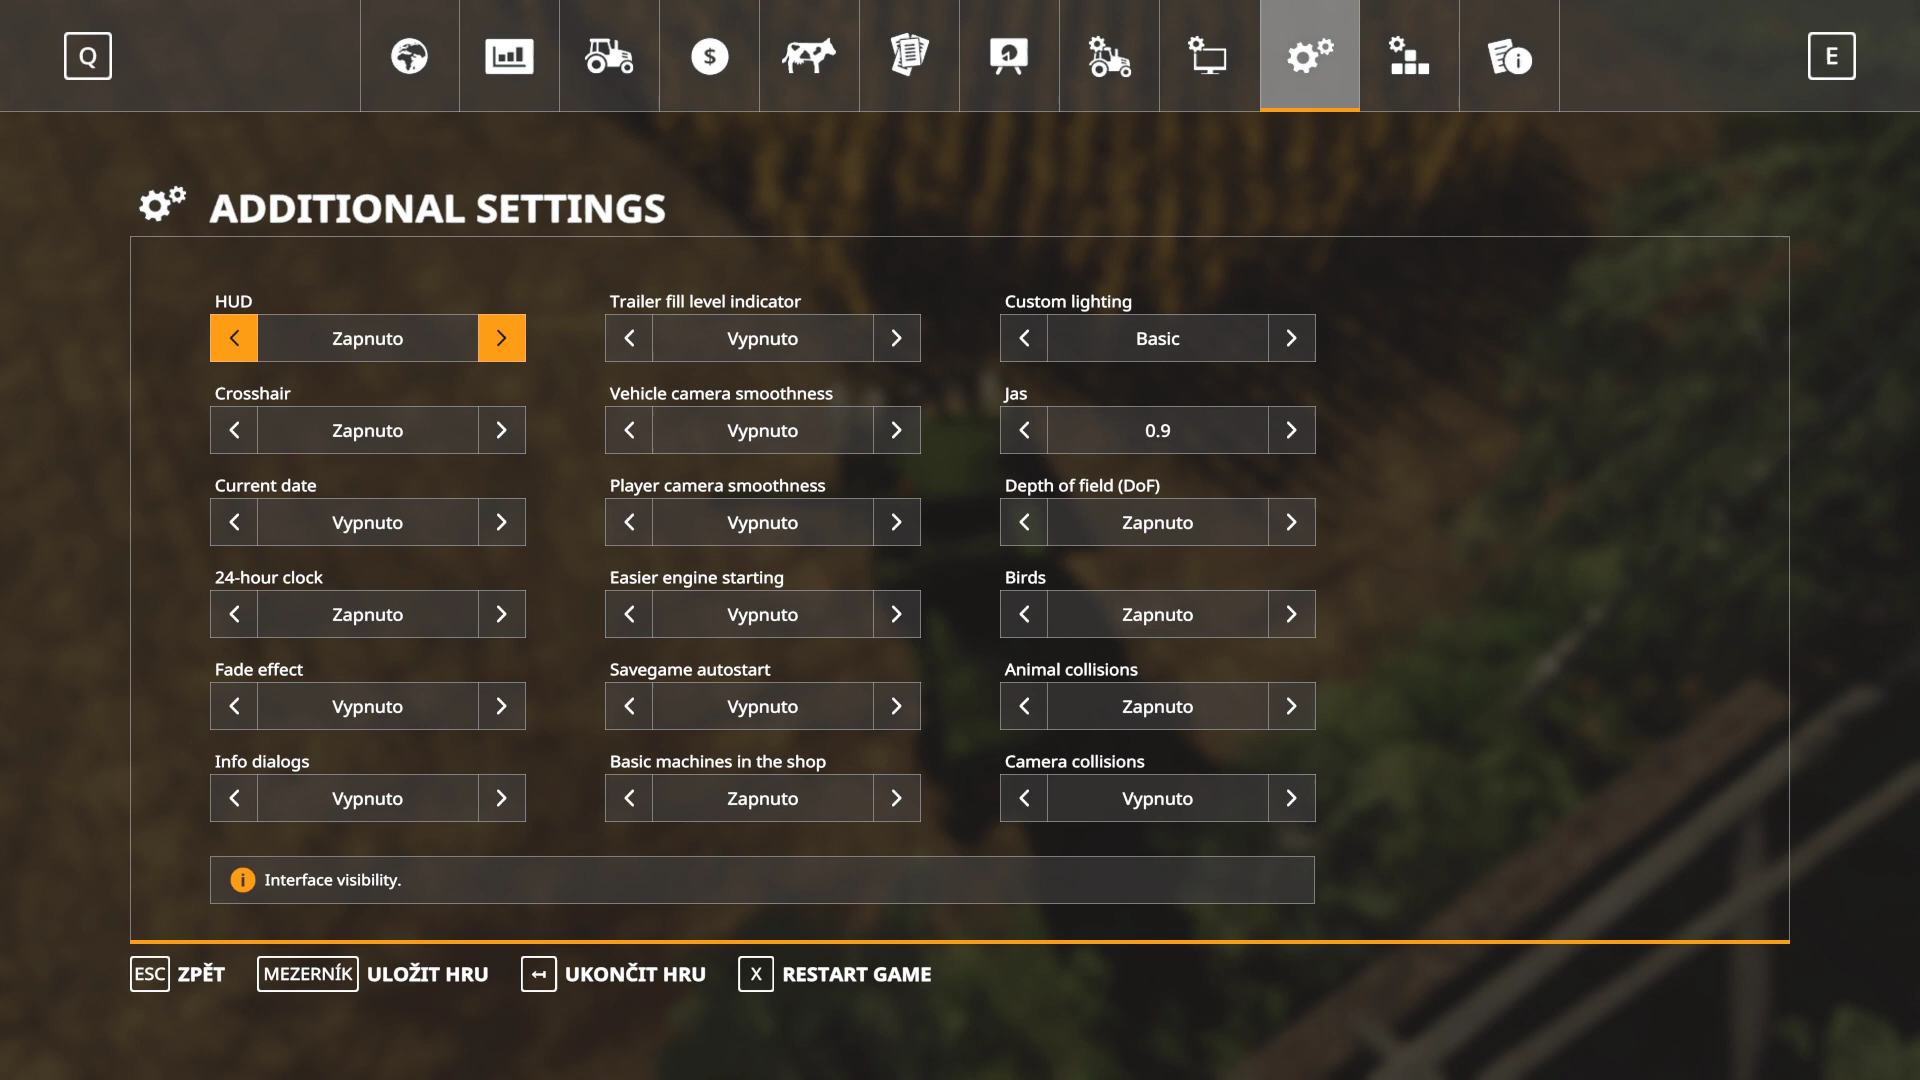 Q
E
ADDITIONAL SETTINGS
HUD
Zapnuto
Crosshair
Zapnuto
Current date
Vypnuto
24-hour clock
Zapnuto
Fade effect
Vypnuto
Info dialogs
Vypnuto
Trailer fill level indicator
Vypnuto
Vehicle camera smoothness
Vypnuto
Player camera smoothness
Vypnuto
Easier engine starting
Vypnuto
Savegame autostart
Vypnuto
Basic machines in the shop
Zapnuto
Custom lighting
Basic
Jas
0.9
Depth of field (DoF)
Zapnuto
Birds
Zapnuto
Animal collisions
Zapnuto
Camera collisions
Vypnuto
Interface visibility.
ESC ZPĚT MEZERNÍK ULOŽIT HRU UKONČIT HRU X RESTART GAME